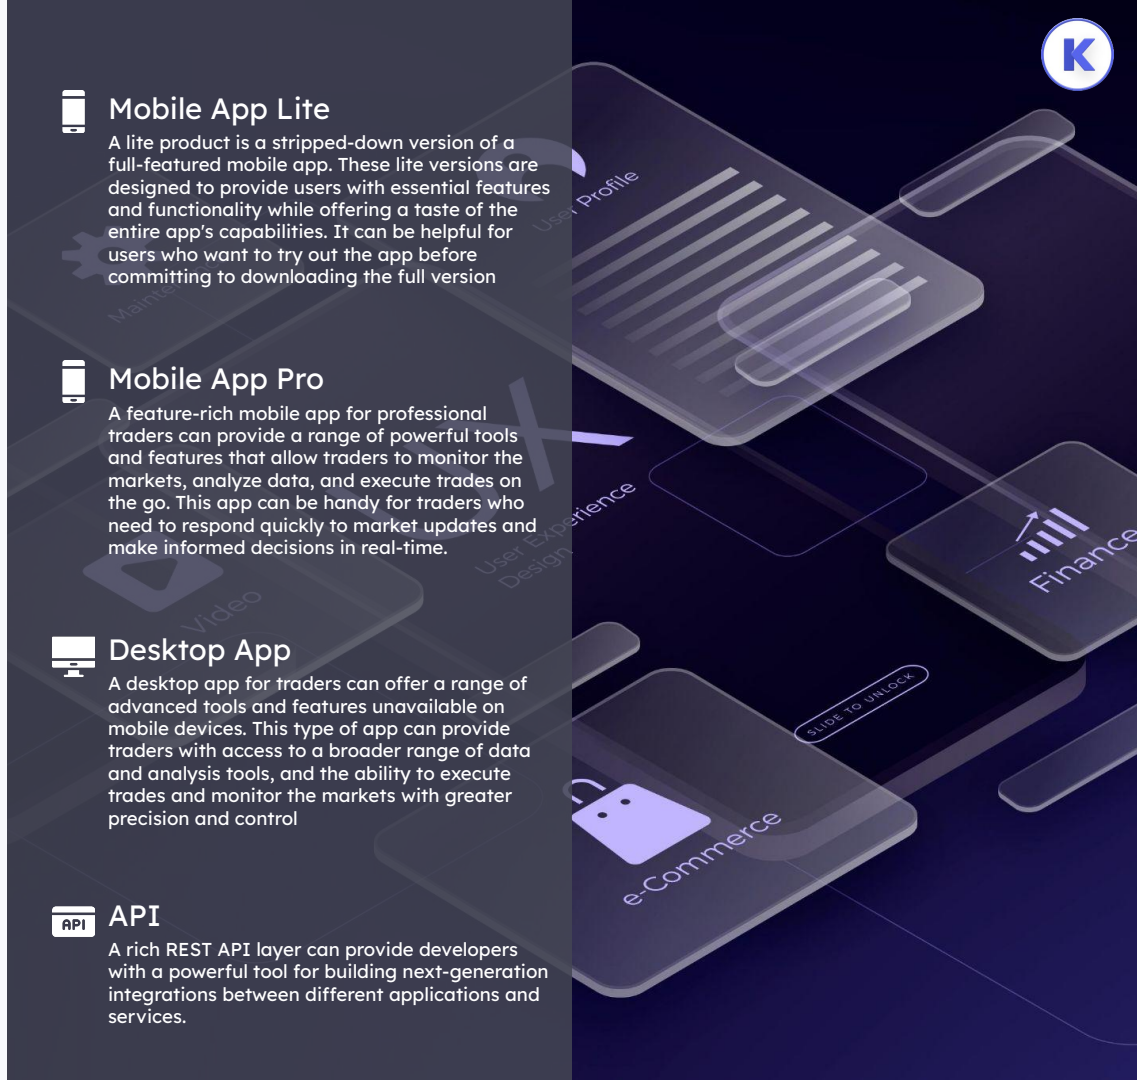 K
Mobile App Lite
A lite product is a stripped-down version of a
full-featured mobile app. These lite versions are
designed to provide users with essential features
and functionality while offering a taste of the
entire app's capabilities. It can be helpful for
users who want to try out the app before
committing to downloading the full version
Mobile App Pro
A feature-rich mobile app for professional
traders can provide a range of powerful tools
and features that allow traders to monitor the
markets, analyze data, and execute trades on
the go. This app can be handy for traders who
need to respond quickly to market updates and
make informed decisions in real-time.
Desktop App
A desktop app for traders can offer a range of
advanced tools and features unavailable on
mobile devices. This type of app can provide
traders with access to a broader range of data
and analysis tools, and the ability to execute
trades and monitor the markets with greater
precision and control
API
API
A rich REST API layer can provide developers
with a powerful tool for building next-generation
integrations between different applications and
services.
User Profile
UX
User Experience
Design
Video
Finance
SLIDE TO UNLOCK
e-Commerce